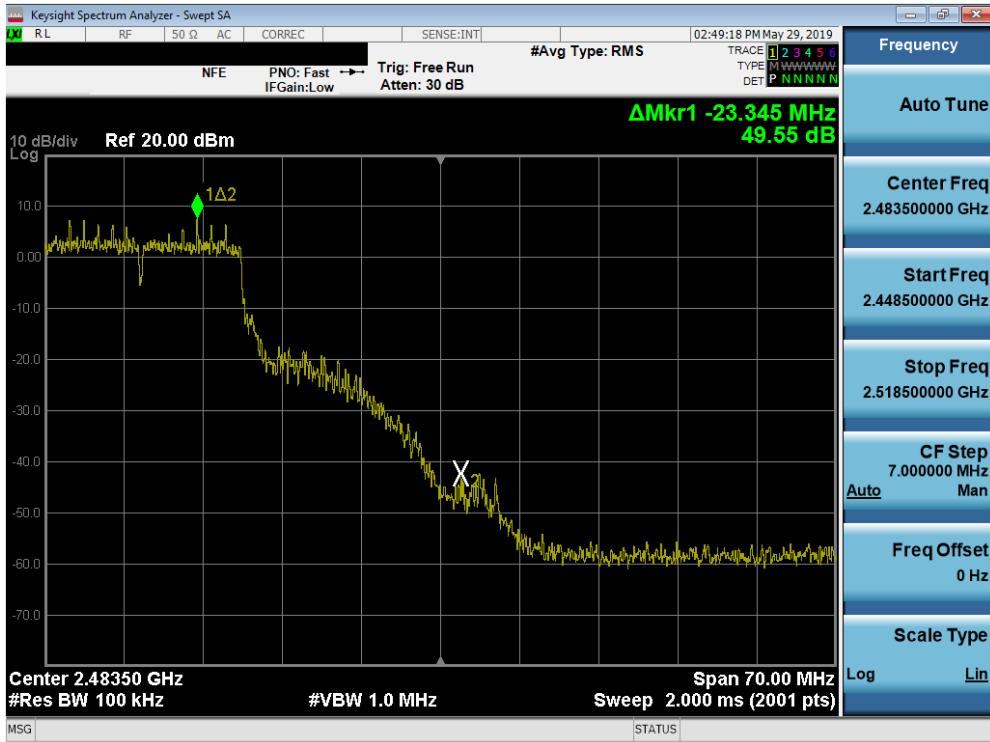 Keysight Spectrum Analyzer - Swept SA
LXI RL RF 50 Ω AC CORREC SENSE:INT 02:49:18 PM May 29, 2019
#Avg Type: RMS
TRACE 1 2 3 4 5 6
TYPE M WWWWW
DET P N N N N N
NFE PNO: Fast Trig: Free Run
IFGain:Low Atten: 30 dB
ΔMkr1 -23.345 MHz
49.55 dB
10 dB/div Ref 20.00 dBm
Log
1Δ2
10.0
0.00
-10.0
-20.0
-30.0
-40.0
X2
-50.0
-60.0
-70.0
Center 2.48350 GHz Span 70.00 MHz
#Res BW 100 kHz #VBW 1.0 MHz Sweep 2.000 ms (2001 pts)
MSG STATUS
Frequency
Auto Tune
Center Freq
2.483500000 GHz
Start Freq
2.448500000 GHz
Stop Freq
2.518500000 GHz
CF Step
7.000000 MHz
Auto Man
Freq Offset
0 Hz
Scale Type
Log Lin